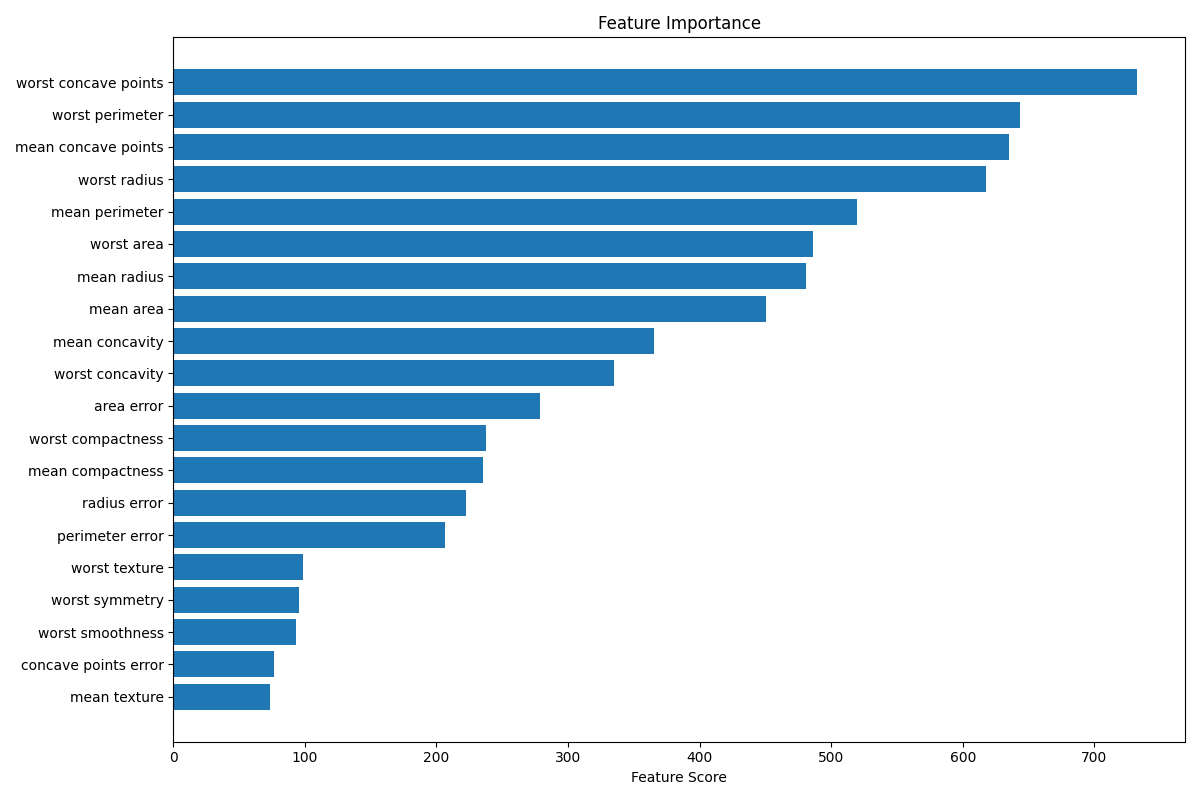 Feature Importance
worst concave points
worst perimeter
mean concave points
worst radius
mean perimeter
worst area
mean radius
mean area
mean concavity
worst concavity
area error
worst compactness
mean compactness
radius error
perimeter error
worst texture
worst symmetry
worst smoothness
concave points error
mean texture
0 100 200 300 400 500 600 700
Feature Score